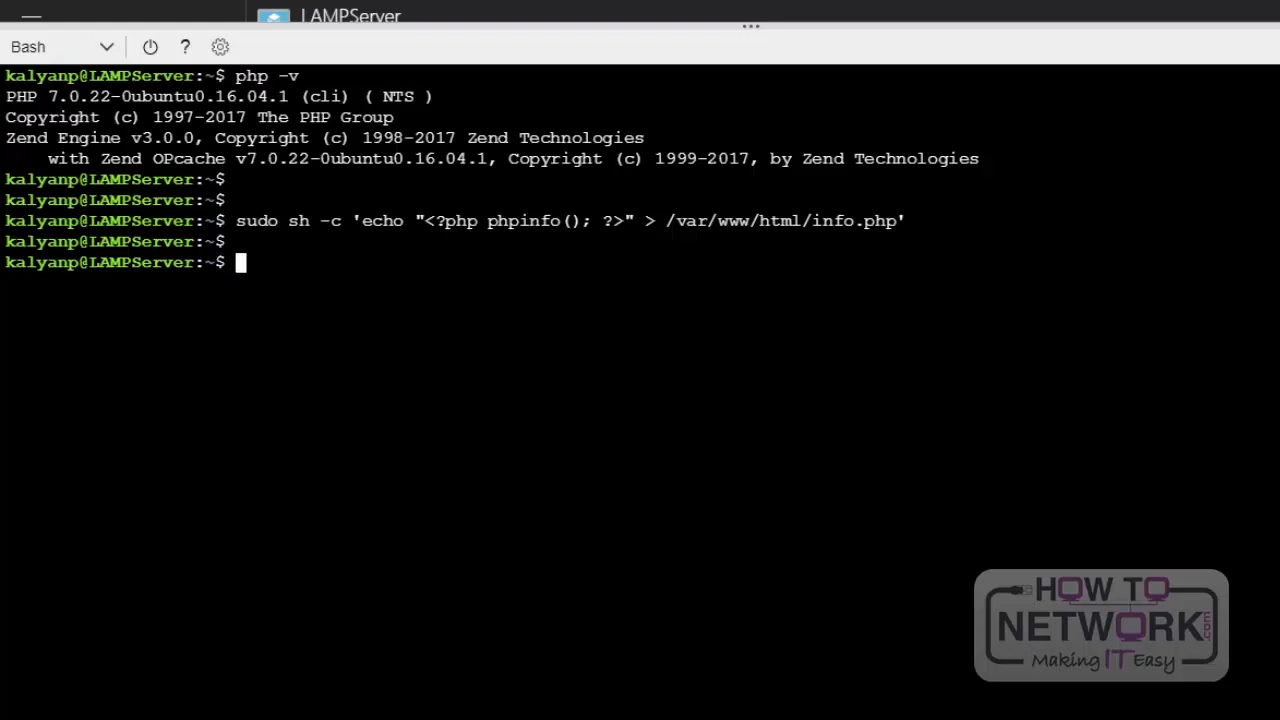 LAMPServer
Bash
?
kalyanp@LAMPServer:~$ php -v
PHP 7.0.22-0ubuntu0.16.04.1 (cli) ( NTS )
Copyright (c) 1997-2017 The PHP Group
Zend Engine v3.0.0, Copyright (c) 1998-2017 Zend Technologies
    with Zend OPcache v7.0.22-0ubuntu0.16.04.1, Copyright (c) 1999-2017, by Zend Technologies
kalyanp@LAMPServer:~$
kalyanp@LAMPServer:~$
kalyanp@LAMPServer:~$ sudo sh -c 'echo "<?php phpinfo(); ?>" > /var/www/html/info.php'
kalyanp@LAMPServer:~$
kalyanp@LAMPServer:~$
HOW TO
NETWORK.com
Making IT Easy